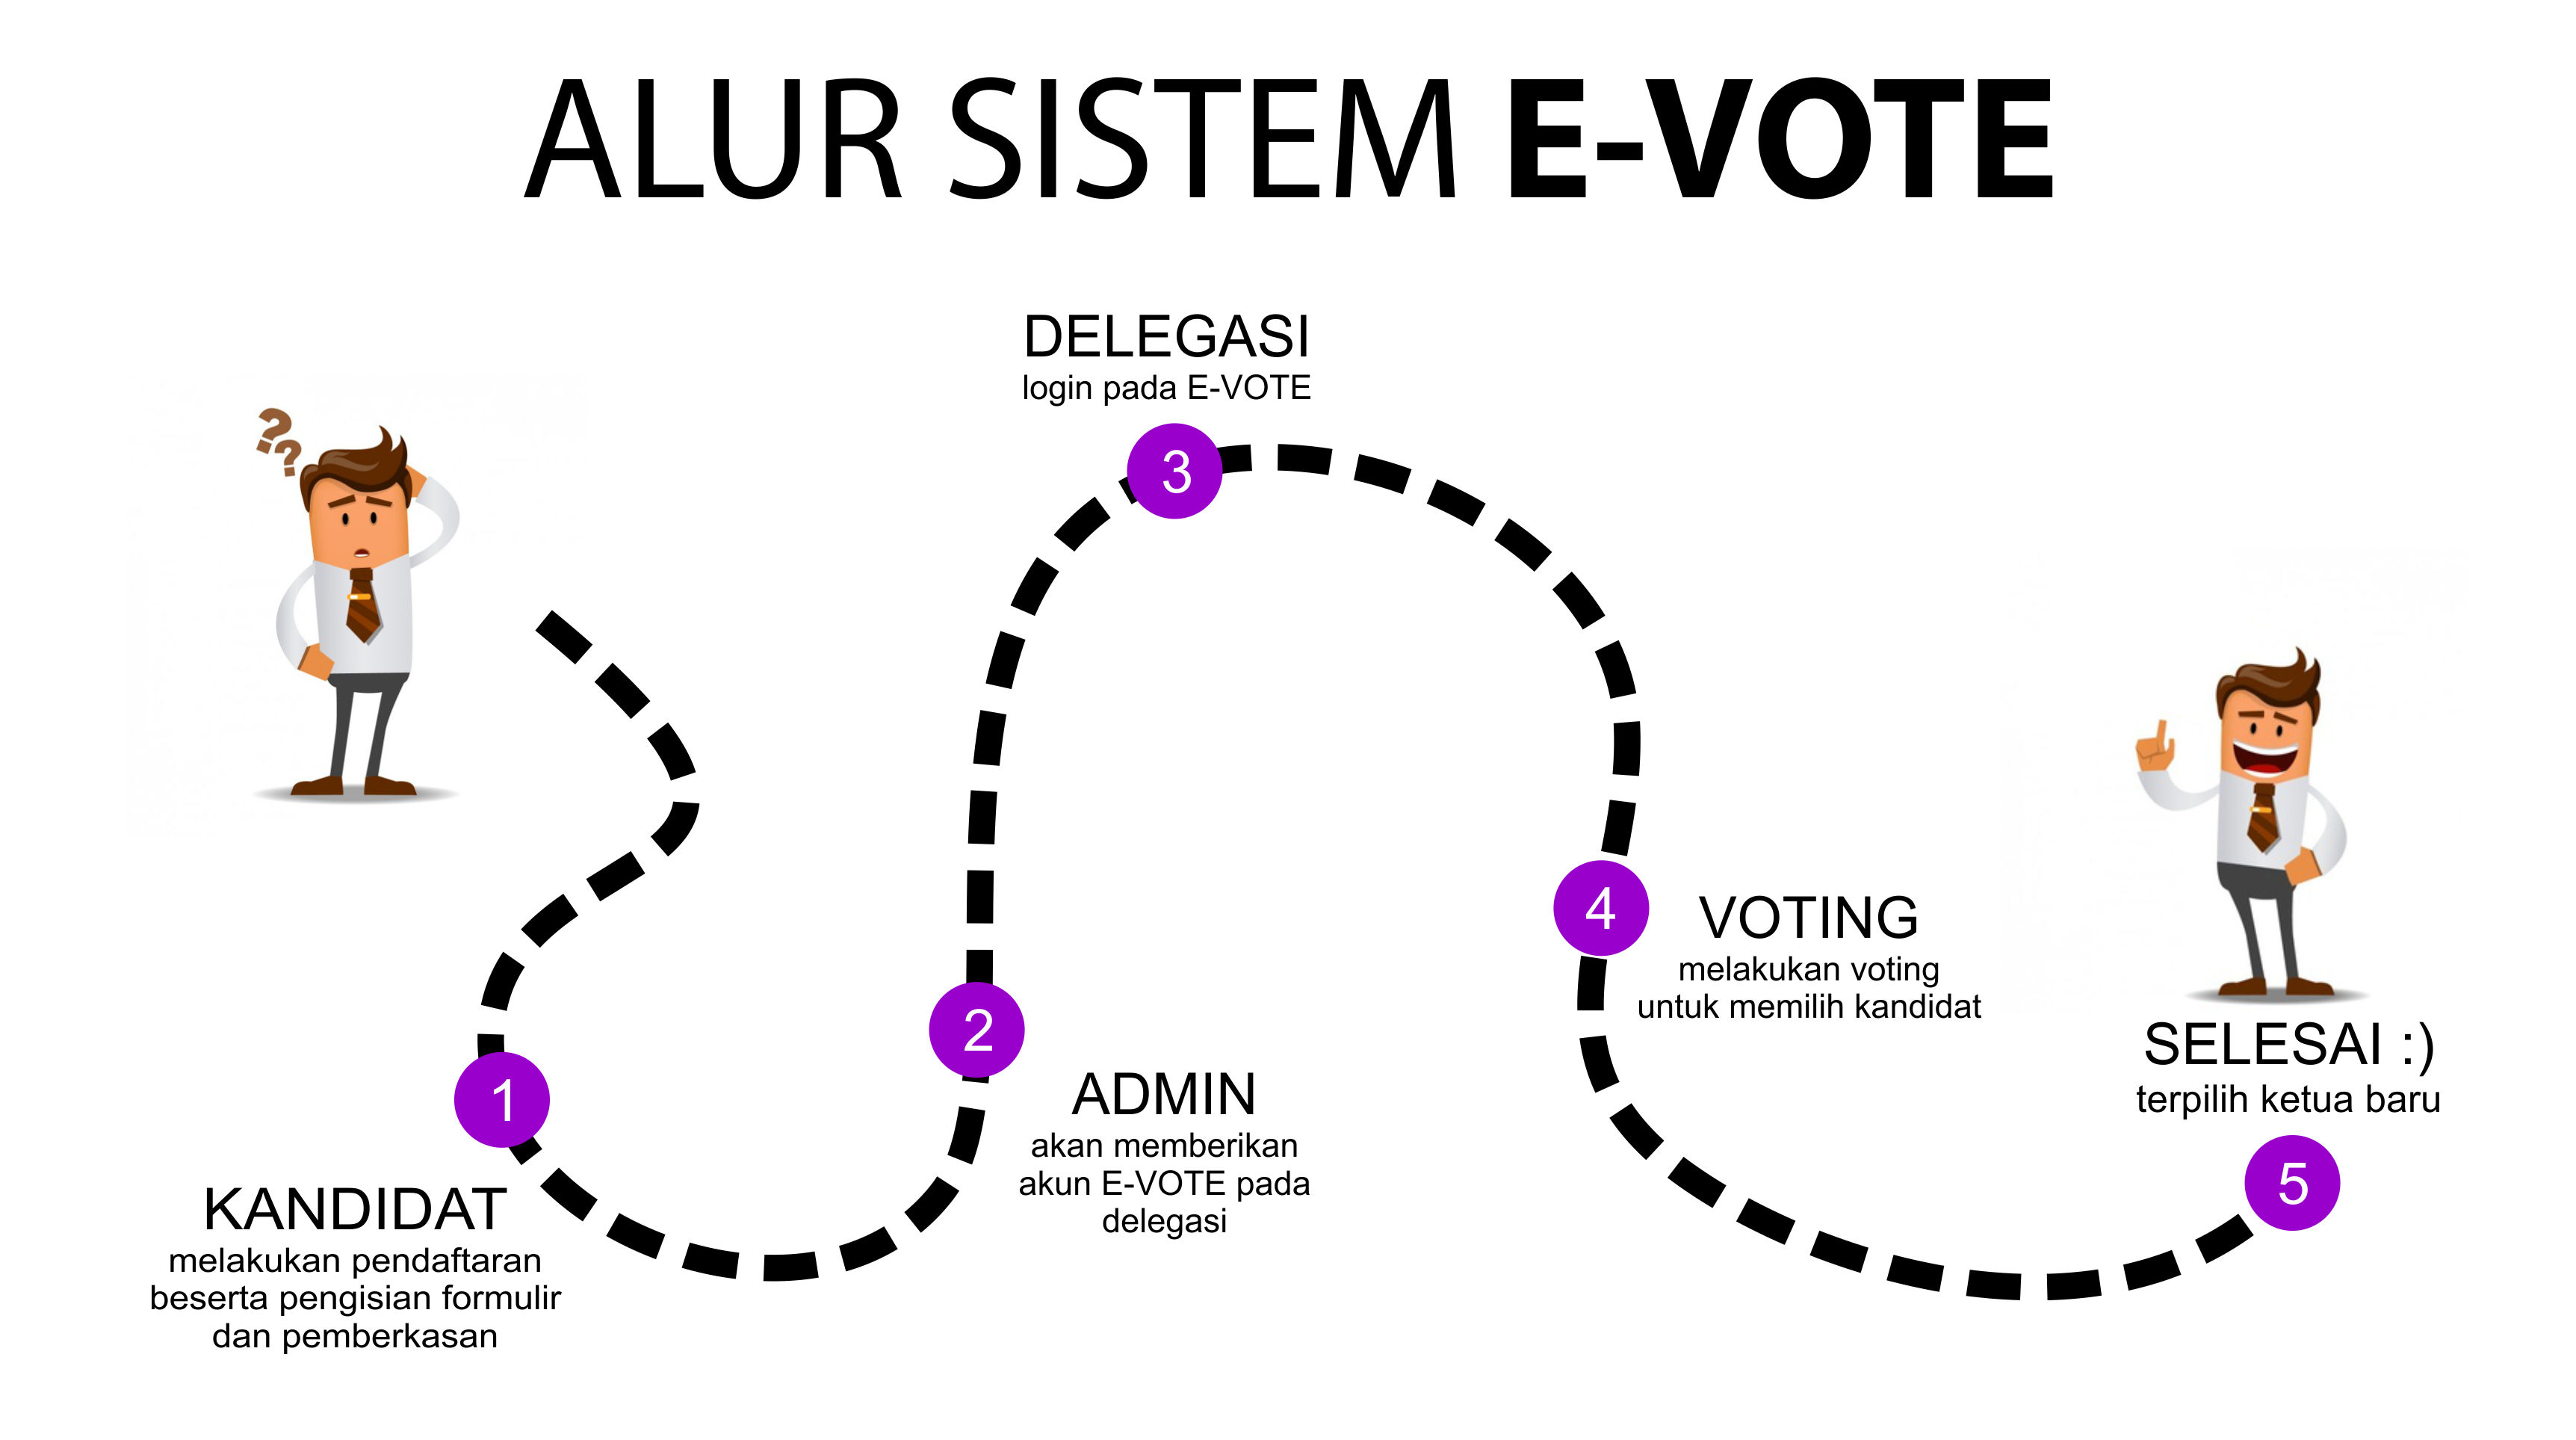 ALUR SISTEM E-VOTE
??
1
KANDIDAT
melakukan pendaftaran
beserta pengisian formulir
dan pemberkasan
2
ADMIN
akan memberikan
akun E-VOTE pada
delegasi
DELEGASI
login pada E-VOTE
3
4
VOTING
melakukan voting
untuk memilih kandidat
SELESAI :)
terpilih ketua baru
5